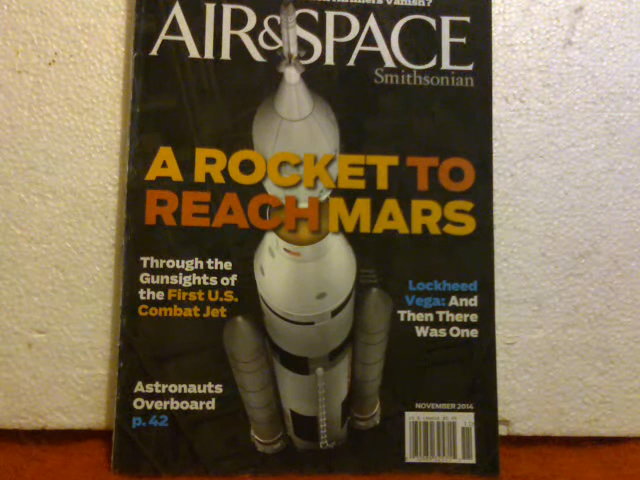 Vanish?
AIR&SPACE
Smithsonian
A ROCKET TO
REACH MARS
Through the
Gunsights of
the First U.S.
Combat Jet
Lockheed
Vega: And
Then There
Was One
Astronauts
Overboard
p. 42
NOVEMBER 2014